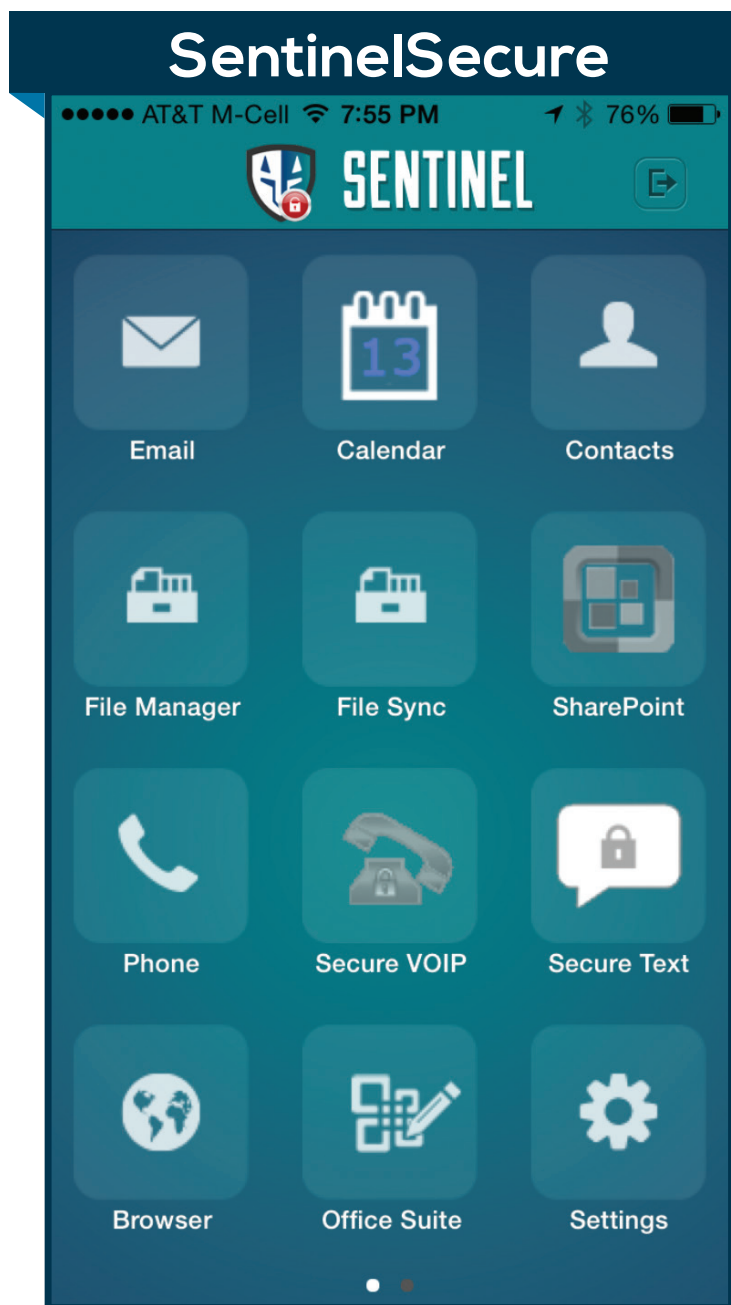 SentinelSecure
AT&T M-Cell 7:55 PM 76%
SENTINEL
13
Email Calendar Contacts
File Manager File Sync SharePoint
Phone Secure VOIP Secure Text
Browser Office Suite Settings